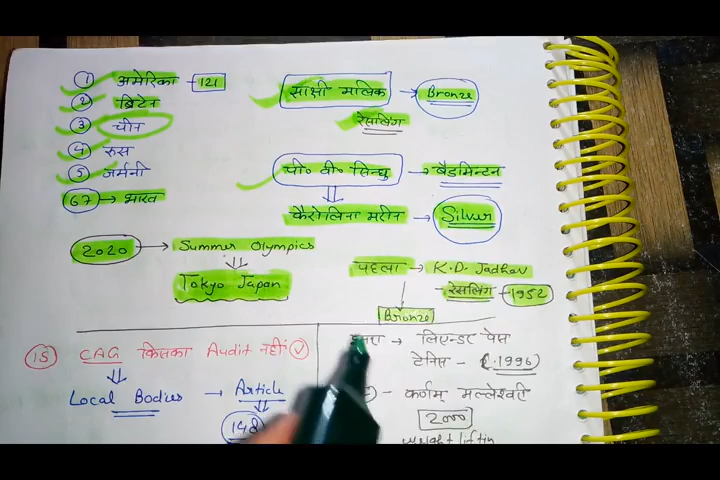 ① अमेरिका - 121
② ब्रिटेन
③ चीन
④ रुस
⑤ जर्मनी
67 → भारत
साक्षी मालिक → Bronze
रेसलिंग
पी० वी० सिन्धु → बैडमिन्टन
कैरोलिना मरीन → Silver
2020 → Summer Olympics
Tokyo Japan
पहला → K.D. Jadhav
रेसलिंग - 1952
Bronze
15 CAG किसका Audit नहीं
Local Bodies → Article
148
→ लिएन्डर पेस
टेनिस - (1996)
- कर्णम् मल्लेश्वरी
2000